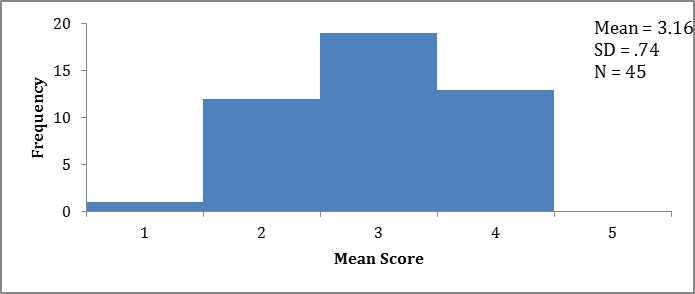 Mean = 3.16
SD = .74
N = 45
20
15
10
5
0
Frequency
1 2 3 4 5
Mean Score